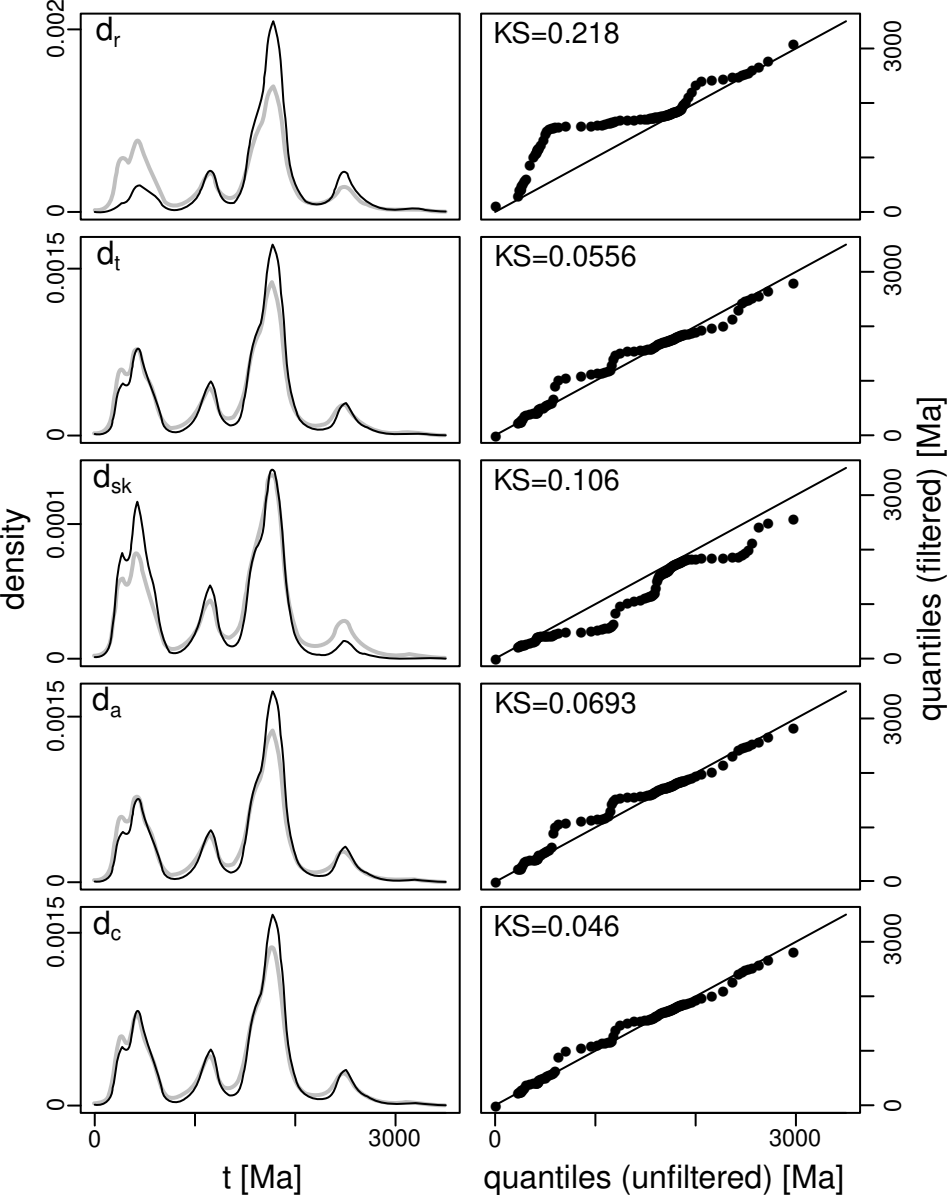 0.002
0
d_r
KS=0.218
3000
0
0.0015
0
d_t
KS=0.0556
3000
0
0.0001
0
d_sk
KS=0.106
3000
0
0.0015
0
d_a
KS=0.0693
3000
0
0.0015
0
d_c
KS=0.046
3000
0
density
quantiles (filtered) [Ma]
0 3000
0 3000
t [Ma]
quantiles (unfiltered) [Ma]